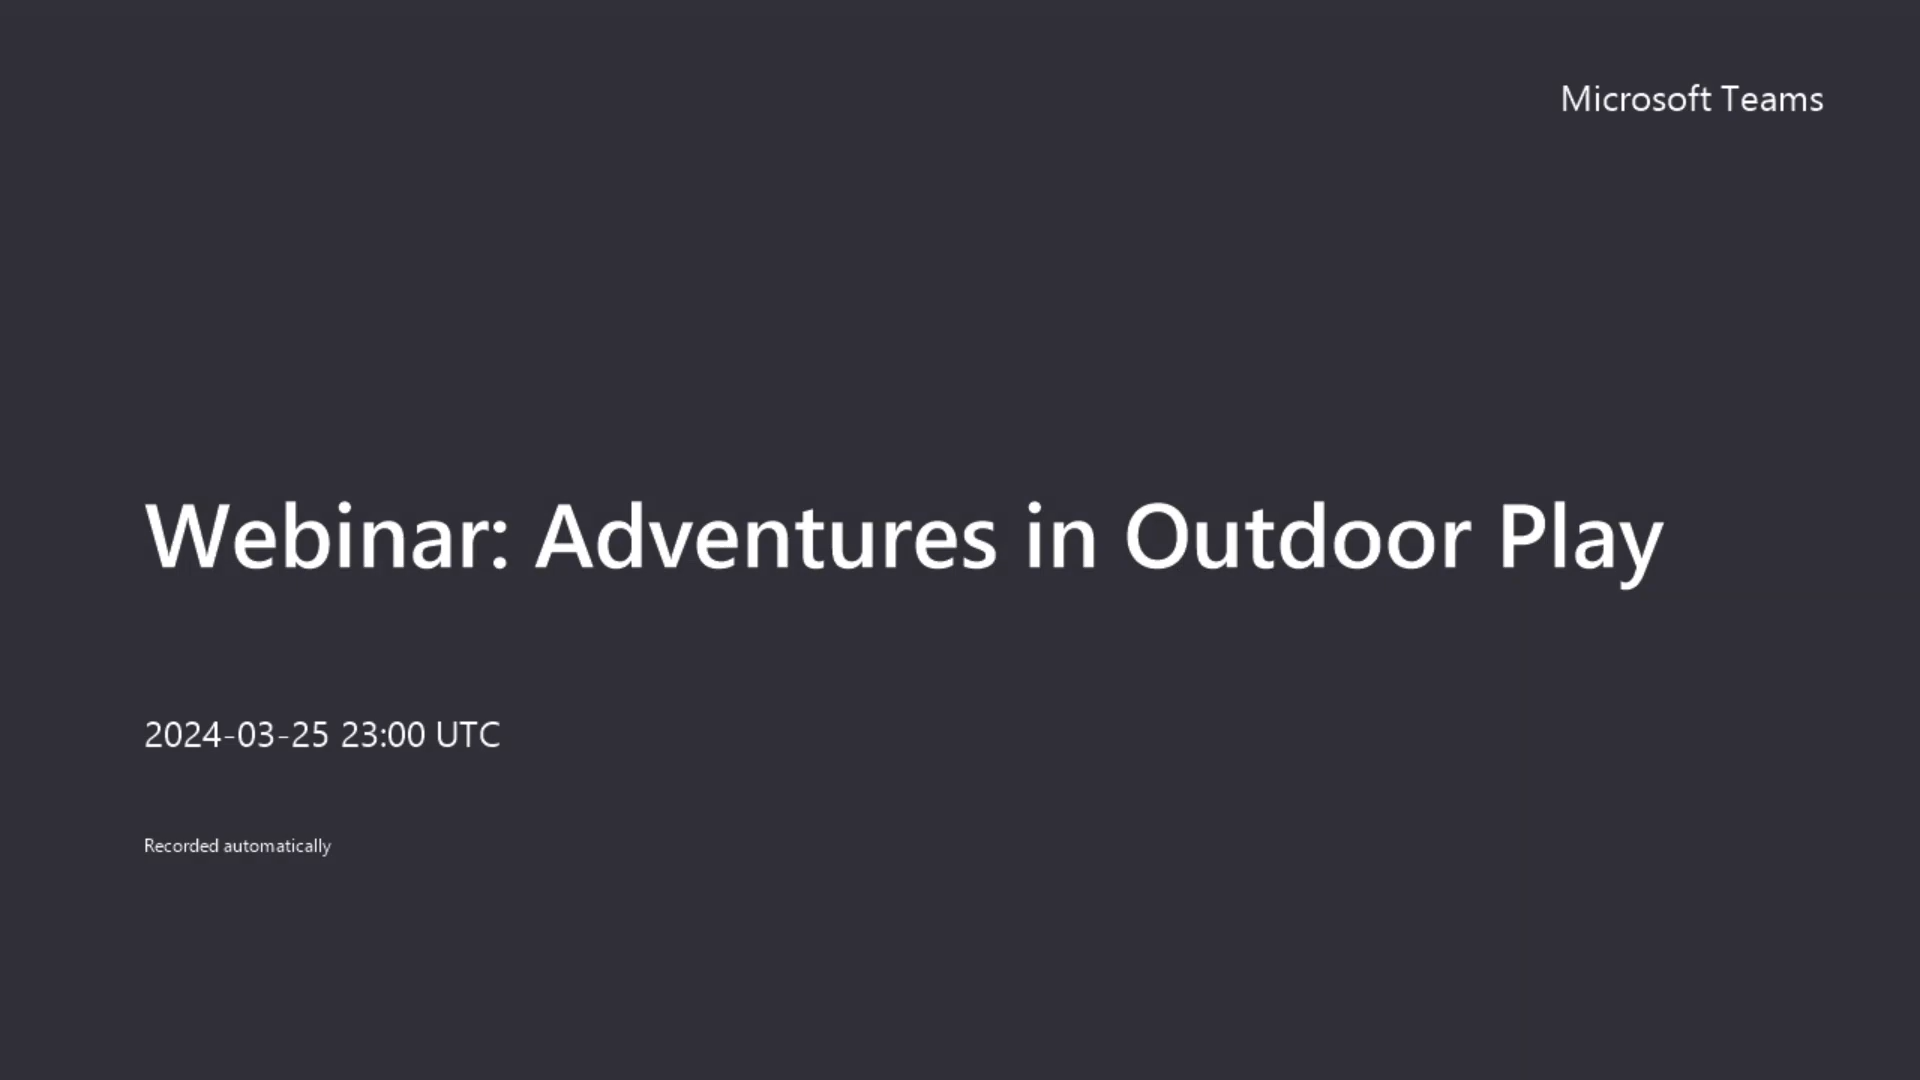 Microsoft Teams
Webinar: Adventures in Outdoor Play
2024-03-25 23:00 UTC
Recorded automatically